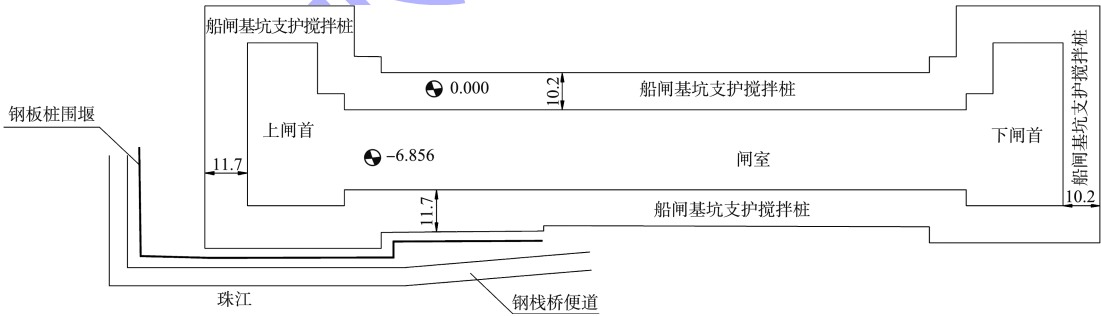 船闸基坑支护搅拌桩
0.000
10.2
船闸基坑支护搅拌桩
船闸基坑支护搅拌桩
钢板桩围堰
上闸首
下闸首
-6.856
闸室
11.7
10.2
11.7
船闸基坑支护搅拌桩
珠江
钢栈桥便道